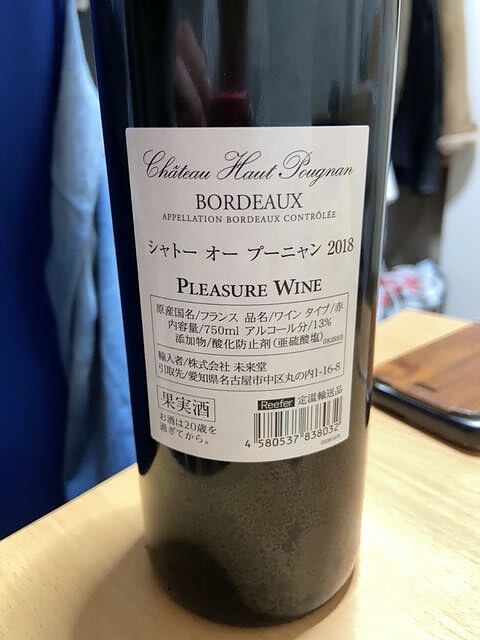 Château Haut Pougnan
BORDEAUX
APPELLATION BORDEAUX CONTRÔLÉE
シャトー オー プーニャン 2018
PLEASURE WINE
原産国名/フランス 品名/ワイン タイプ/赤
内容量/750ml アルコール分/13%
添加物/酸化防止剤(亜硫酸塩)
輸入者/株式会社 未来堂
引取先/愛知県名古屋市中区丸の内1-16-8
果実酒
お酒は20歳を
過ぎてから。
Reefer 定温輸送品
4 580537 838032